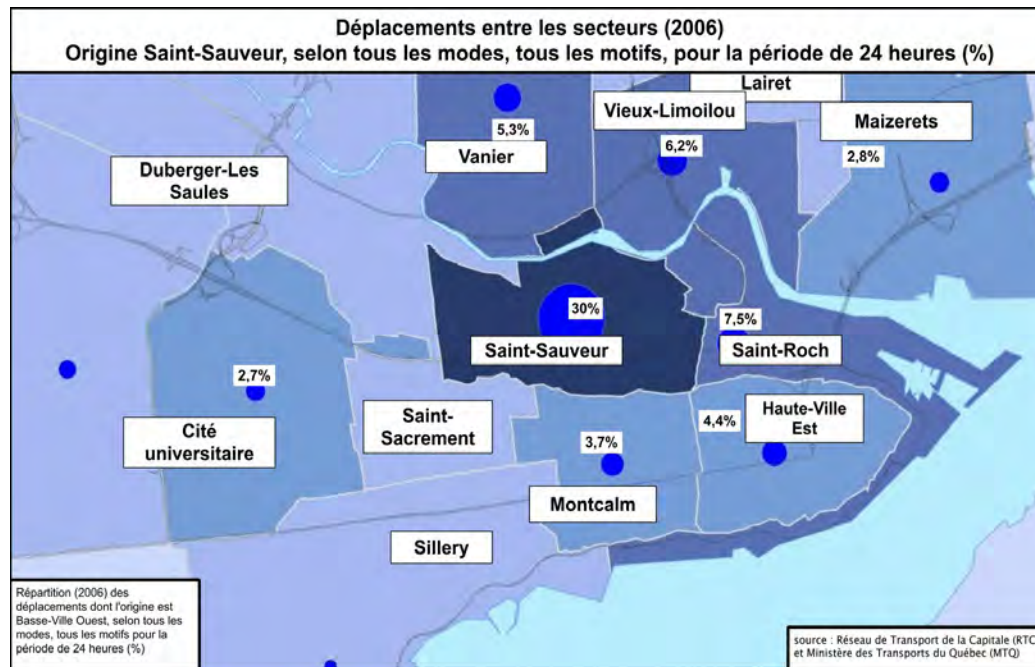 Déplacements entre les secteurs (2006)
Origine Saint-Sauveur, selon tous les modes, tous les motifs, pour la période de 24 heures (%)
Lairet
Vieux-Limoilou
6,2%
Maizerets
2,8%
5,3%
Vanier
Duberger-Les
Saules
30%
Saint-Sauveur
7,5%
Saint-Roch
2,7%
Cité
universitaire
Saint-
Sacrement
3,7%
Montcalm
4,4%
Haute-Ville
Est
Sillery
Répartition (2006) des
déplacements dont l'origine est
Basse-Ville Ouest, selon tous les
modes, tous les motifs pour la
période de 24 heures (%)
source : Réseau de Transport de la Capitale (RTC
et Ministère des Transports du Québec (MTQ)